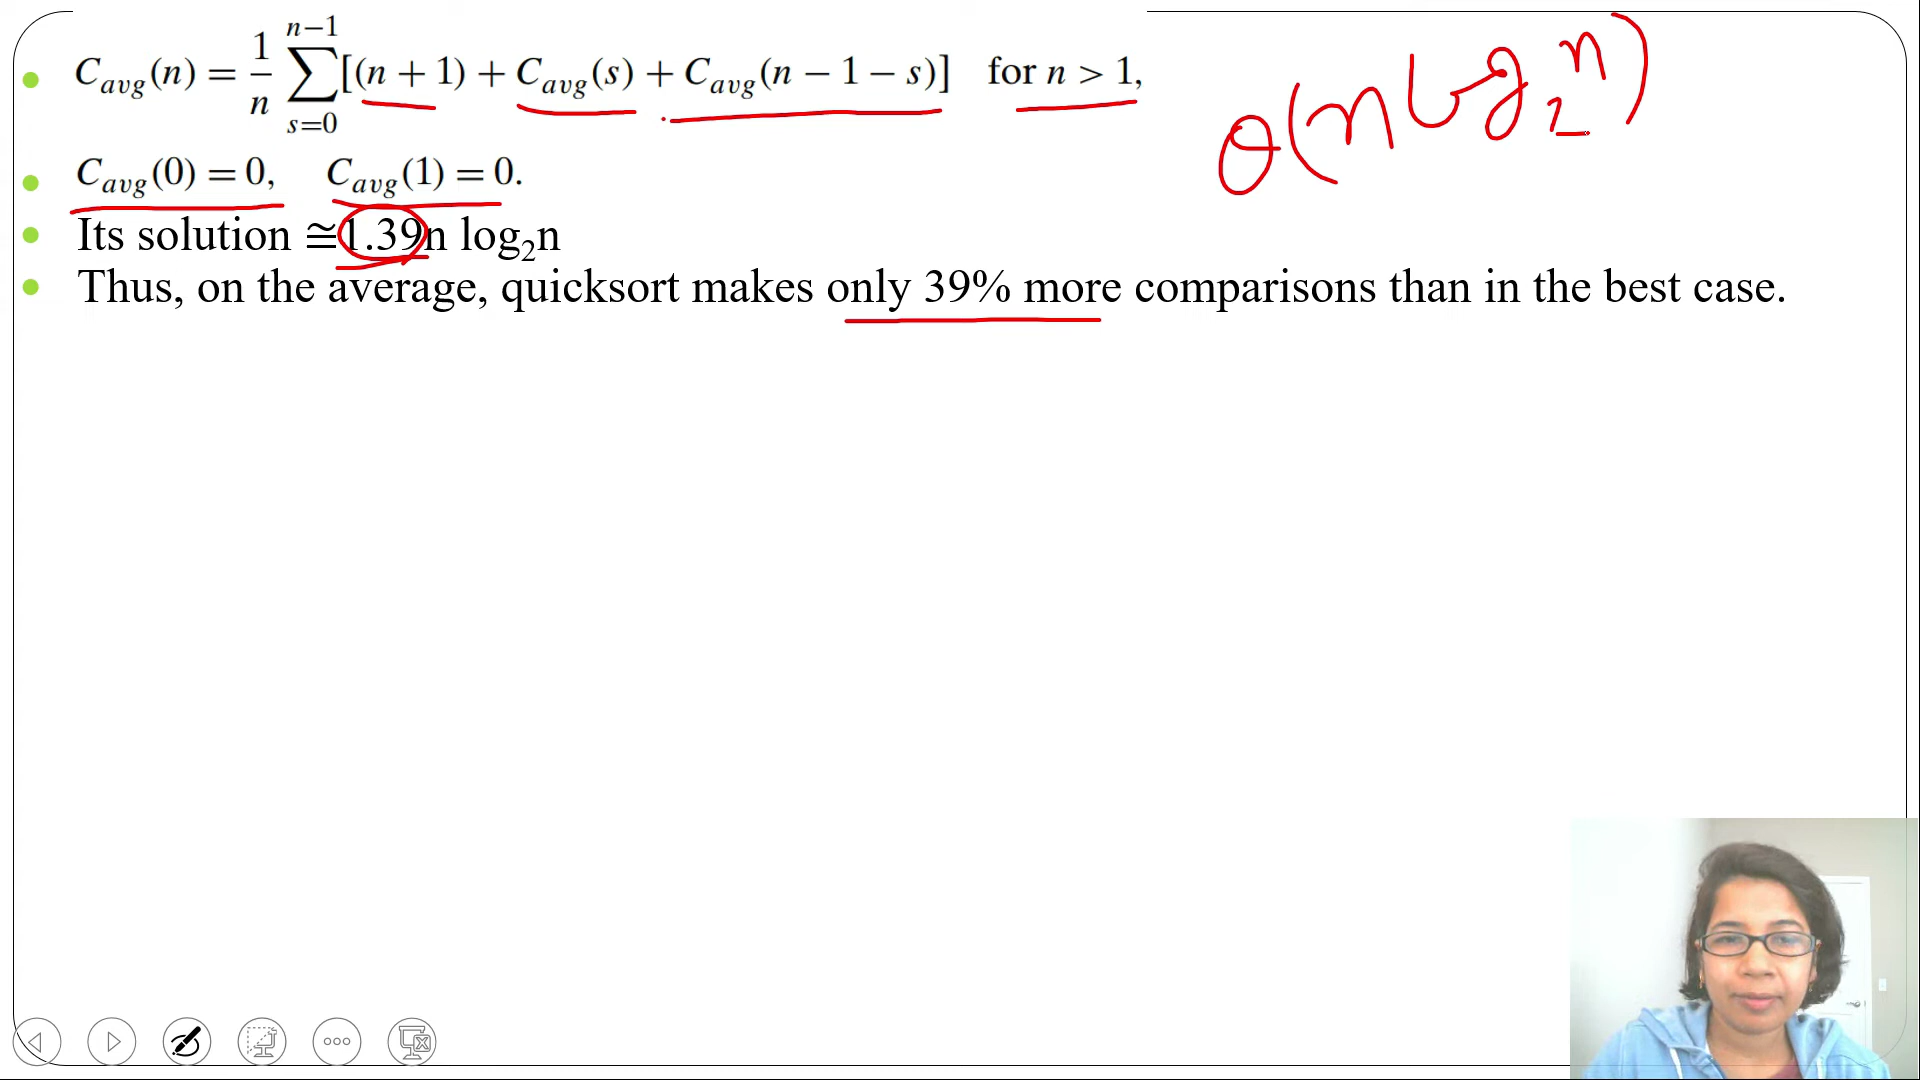 C_avg(n) = 1/n ∑_{s=0}^{n−1} [(n + 1) + C_avg(s) + C_avg(n − 1 − s)] for n > 1,
θ(n log₂ n)
C_avg(0) = 0, C_avg(1) = 0.
Its solution ≅1.39n log₂n
Thus, on the average, quicksort makes only 39% more comparisons than in the best case.